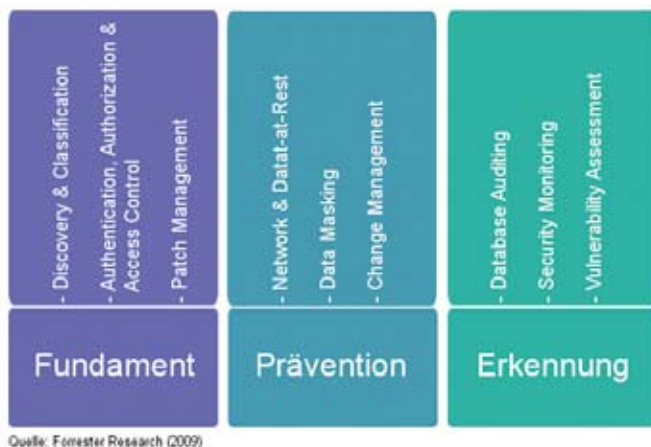 - Discovery & Classification
- Authentication, Authorization &
Access Control
- Patch Management
Fundament
- Network & Datat-at-Rest
- Data Masking
- Change Management
Prävention
- Database Auditing
- Security Monitoring
- Vulnerability Assessment
Erkennung
Quelle: Forrester Research (2009)